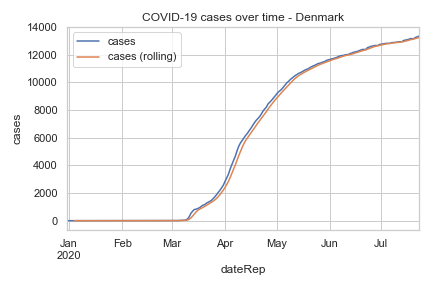 COVID-19 cases over time - Denmark
cases
cases (rolling)
14000
12000
10000
8000
6000
4000
2000
0
cases
Jan Feb Mar Apr May Jun Jul
2020
dateRep